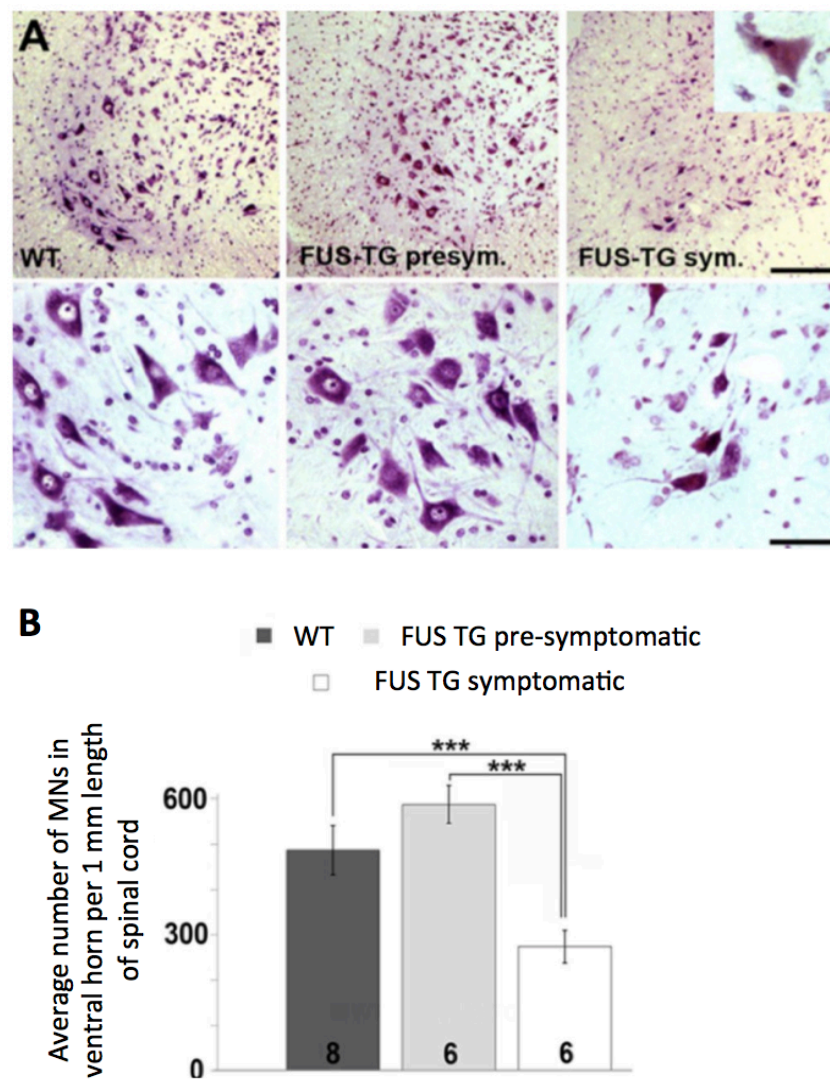 A
WT
FUS-TG presym.
FUS-TG sym.
B
WT
FUS TG pre-symptomatic
FUS TG symptomatic
Average number of MNs in
ventral horn per 1 mm length
of spinal cord
***
***
600
300
0
8
6
6